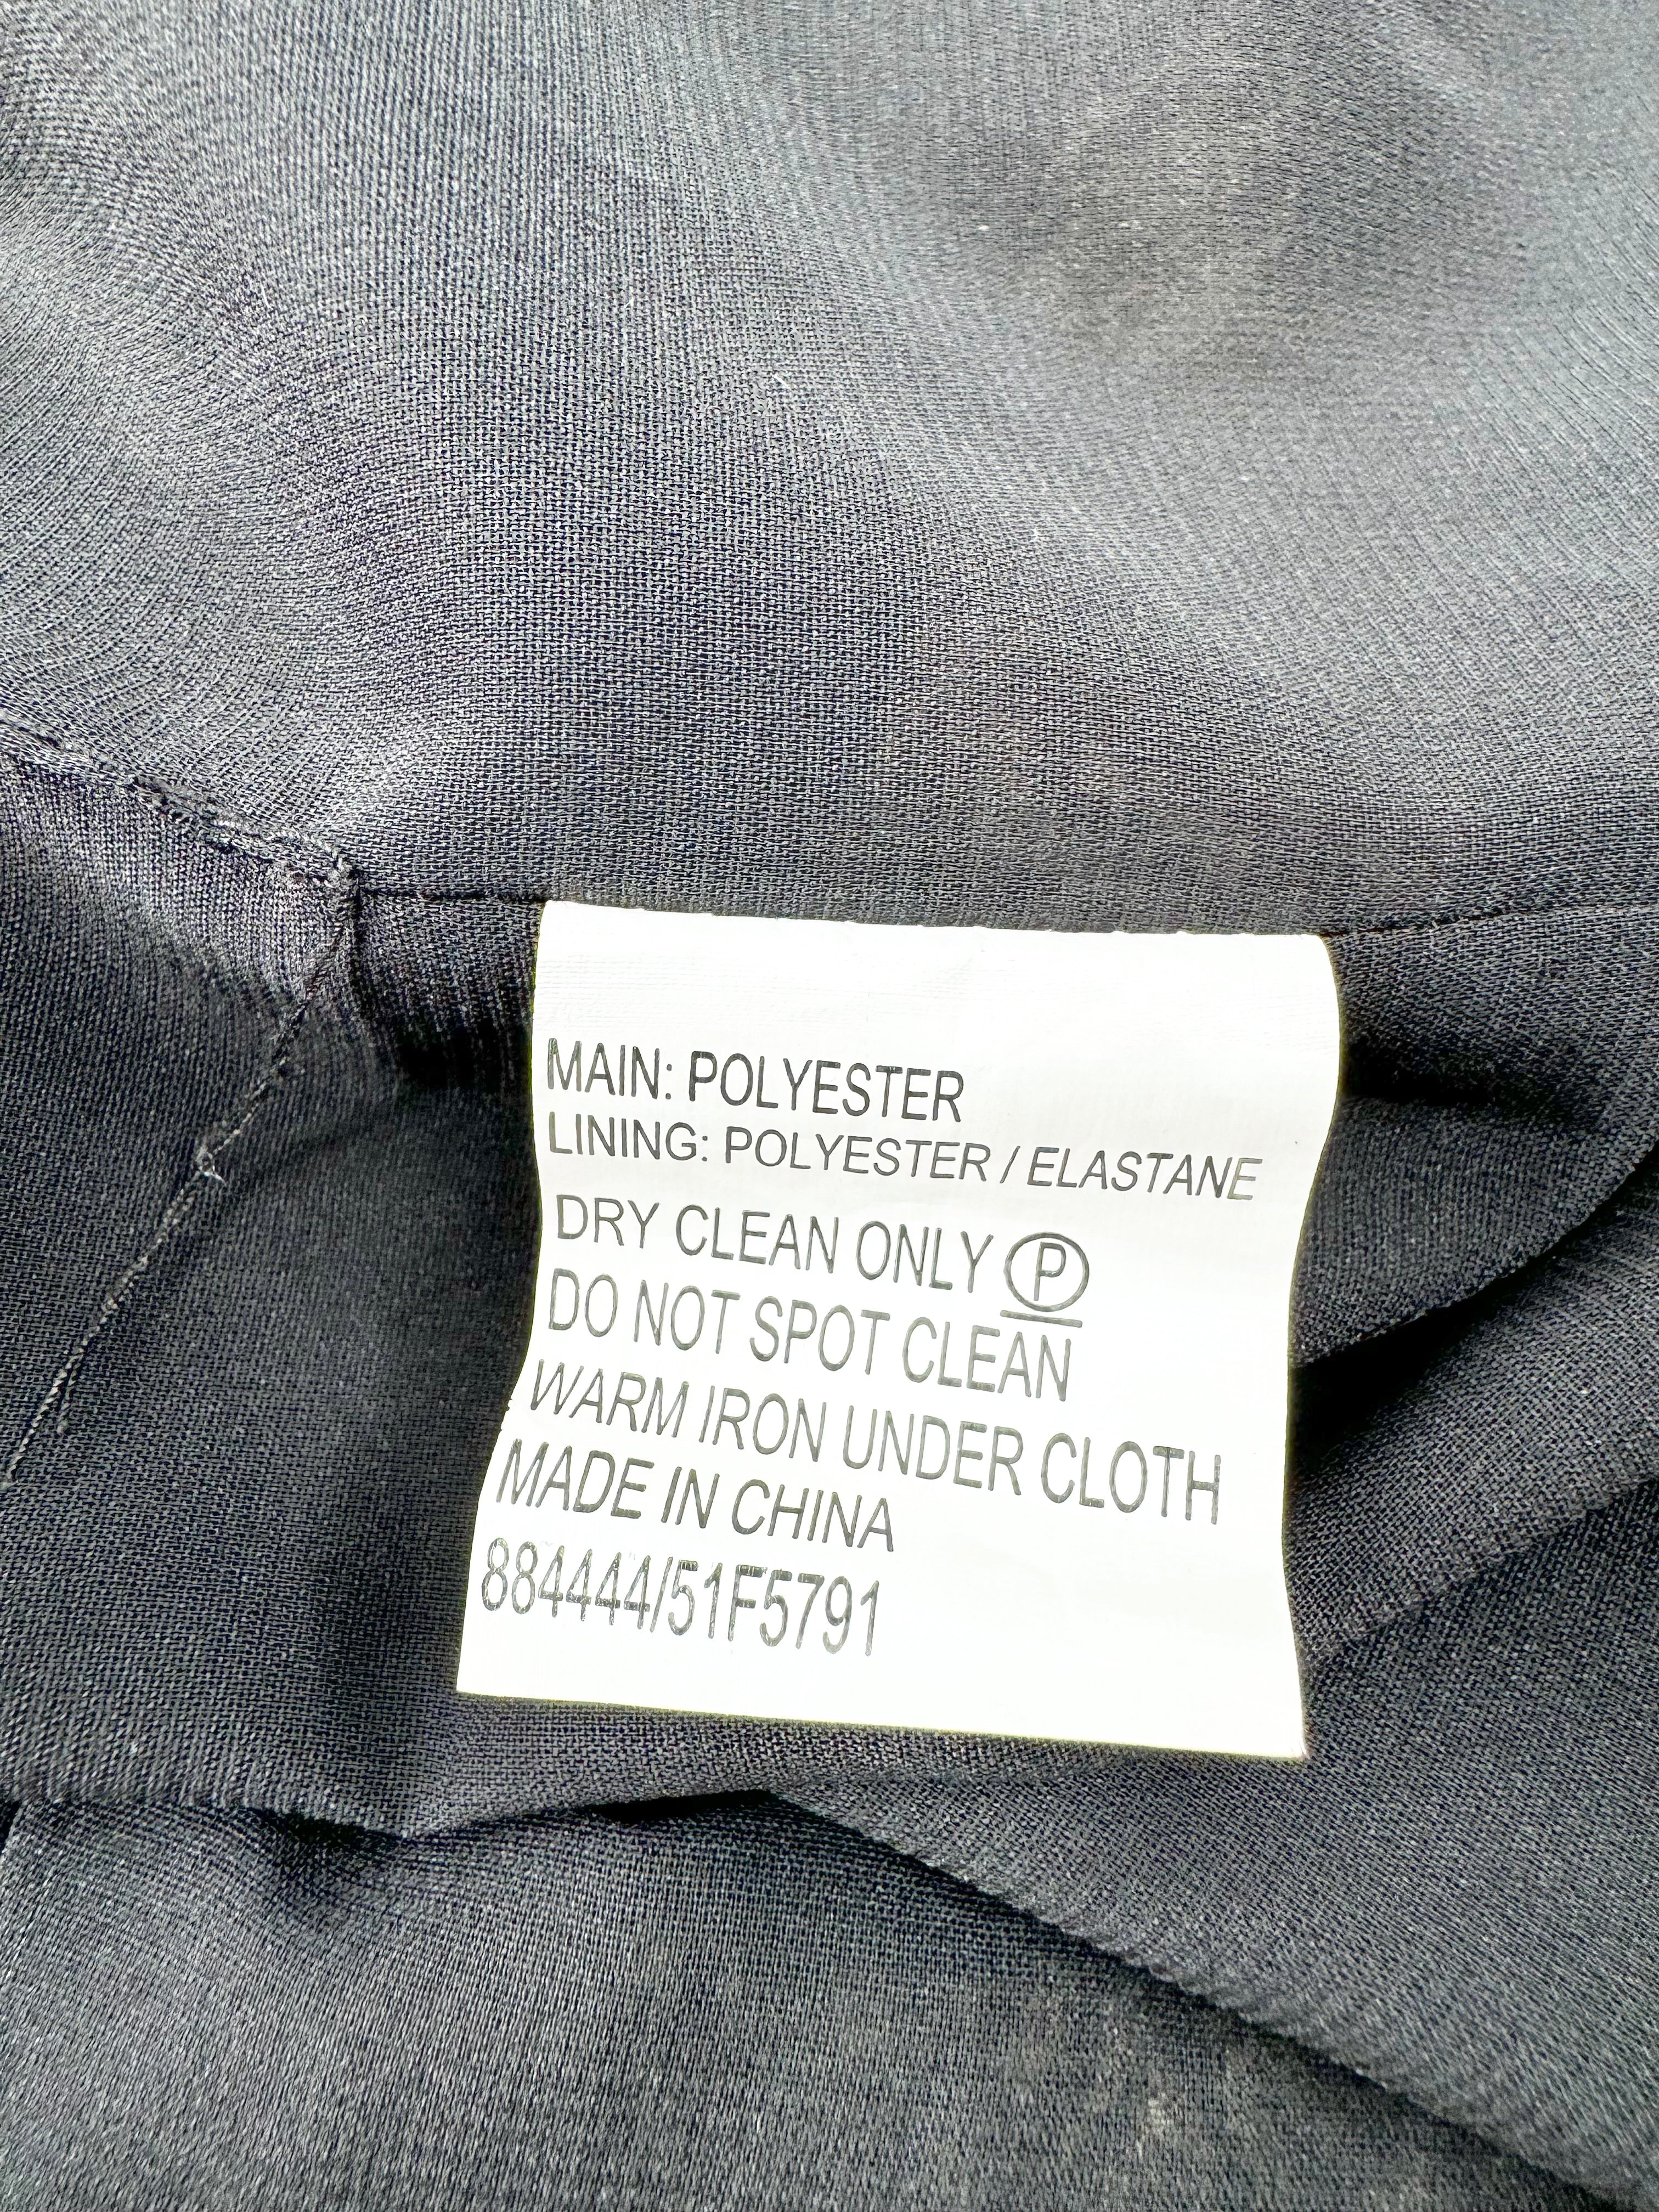 MAIN: POLYESTER
LINING: POLYESTER / ELASTANE
DRY CLEAN ONLY Ⓟ
DO NOT SPOT CLEAN
WARM IRON UNDER CLOTH
MADE IN CHINA
884444/51F5791